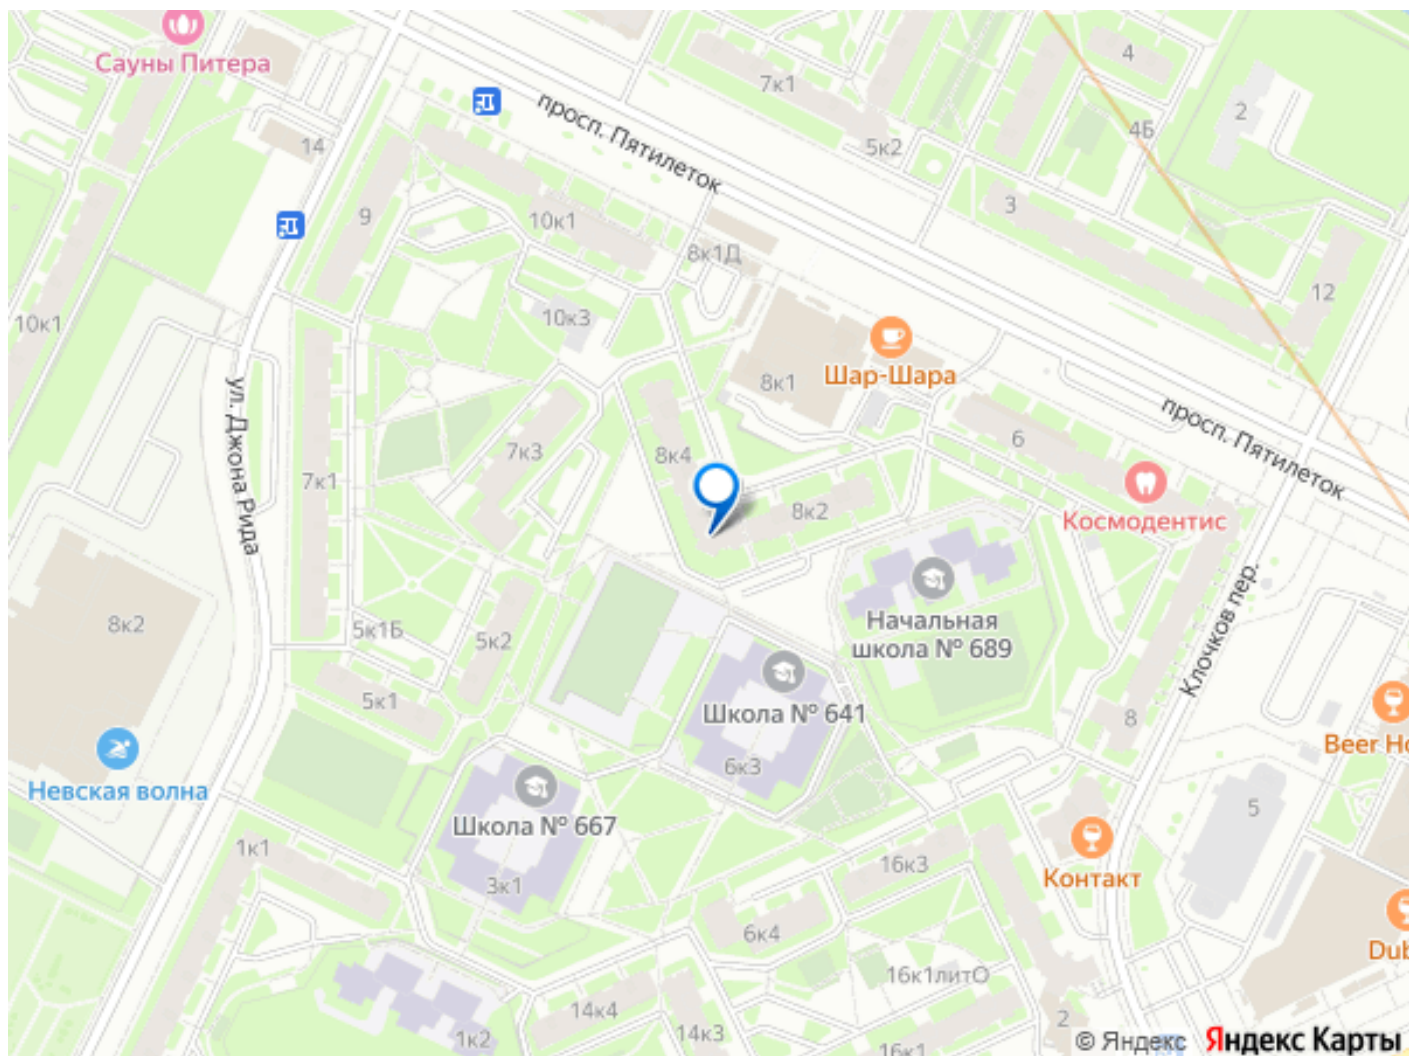 Сауны Питера
14
просп. Пятилеток
7к1
5к2
4
4Б
2
3
12
9
10к1
8к1Д
10к1
10к3
Шар-Шара
8к1
просп. Пятилеток
ул. Джона Рида
7к1
7к3
8к4
8к2
6
Космодентис
Клочков пер.
8к2
5к1Б
5к2
5к1
Начальная
школа № 689
Школа № 641
6к3
8
Beer Ho
Невская волна
Школа № 667
3к1
1к1
5
Контакт
16к3
6к4
Dub
16к1литО
14к4
14к3
1к2
16к1
2
© Яндекс Яндекс Карты